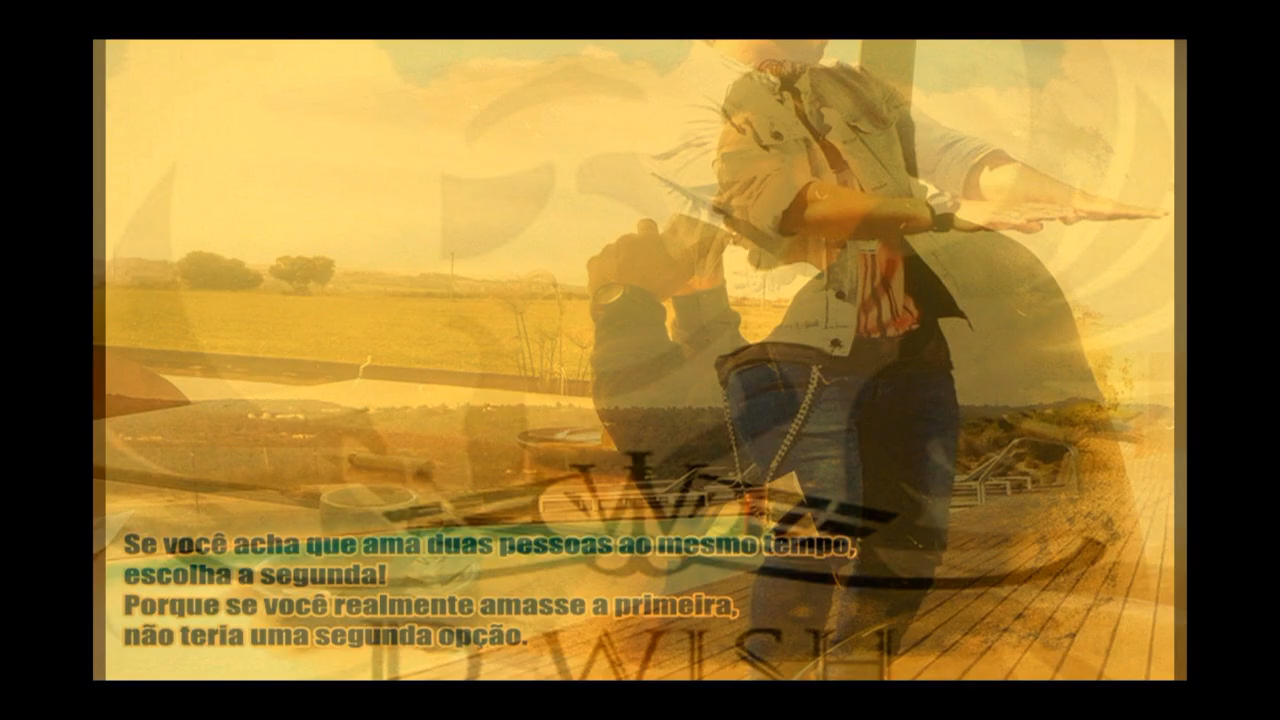 Se você acha que ama duas pessoas ao mesmo tempo,
escolha a segunda!
Porque se você realmente amasse a primeira,
não teria uma segunda opção.
D WISH